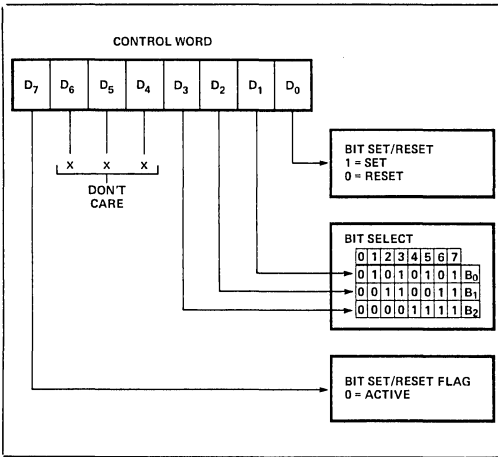 CONTROL WORD
D7 D6 D5 D4 D3 D2 D1 D0
X X X
DON'T
CARE
BIT SET/RESET
1 = SET
0 = RESET
BIT SELECT
0 1 2 3 4 5 6 7
0 1 0 1 0 1 0 1 B0
0 0 1 1 0 0 1 1 B1
0 0 0 0 1 1 1 1 B2
BIT SET/RESET FLAG
0 = ACTIVE